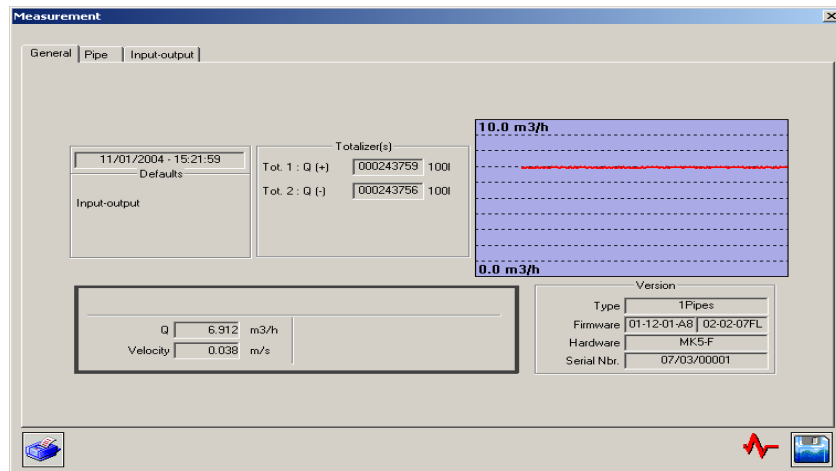 Measurement
General Pipe Input-output
10.0 m3/h
Totalizer(s)
11/01/2004 - 15:21:59
Defaults
Tot. 1 : Q (+) 000243759 100l
Tot. 2 : Q (-) 000243756 100l
Input-output
0.0 m3/h
Version
Type 1Pipes
Q 6.912 m3/h
Firmware 01-12-01-A8 02-02-07FL
Velocity 0.038 m/s
Hardware MK5-F
Serial Nbr. 07/03/00001